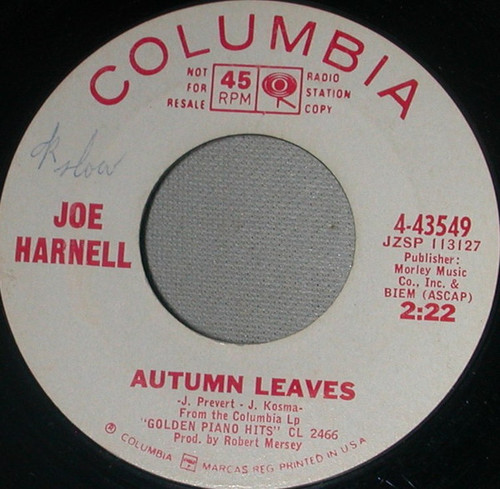 COLUMBIA
NOT FOR RESALE
45 RPM
RADIO STATION COPY
JOE
HARNELL
4-43549
JZSP 113127
Publisher:
Morley Music
Co., Inc. &
BIEM (ASCAP)
2:22
AUTUMN LEAVES
-J. Prevert - J. Kosma-
From the Columbia Lp
"GOLDEN PIANO HITS" CL 2466
Prod. by Robert Mersey
® COLUMBIA MARCAS REG. PRINTED IN U.S.A.